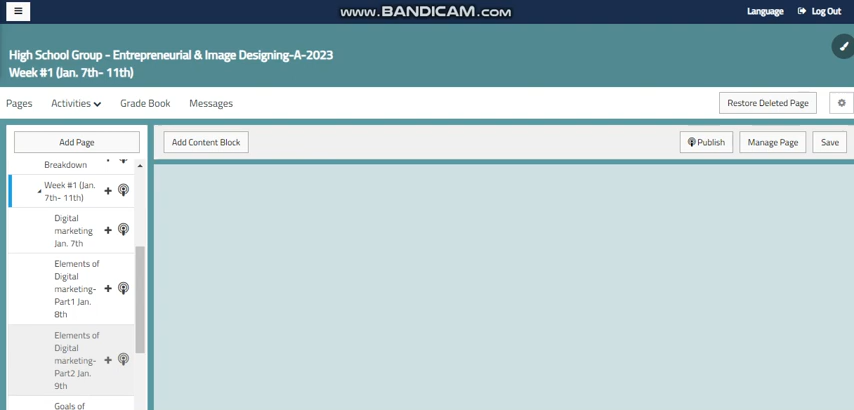 www.BANDICAM.com
Language
Log Out
High School Group - Entrepreneurial & Image Designing-A-2023
Week #1 (Jan. 7th- 11th)
Pages
Activities
Grade Book
Messages
Restore Deleted Page
Add Page
Add Content Block
Publish
Manage Page
Save
Breakdown
Week #1 (Jan.
7th- 11th)
Digital
marketing
Jan. 7th
Elements of
Digital
marketing-
Part1 Jan.
8th
Elements of
Digital
marketing-
Part2 Jan.
9th
Goals of